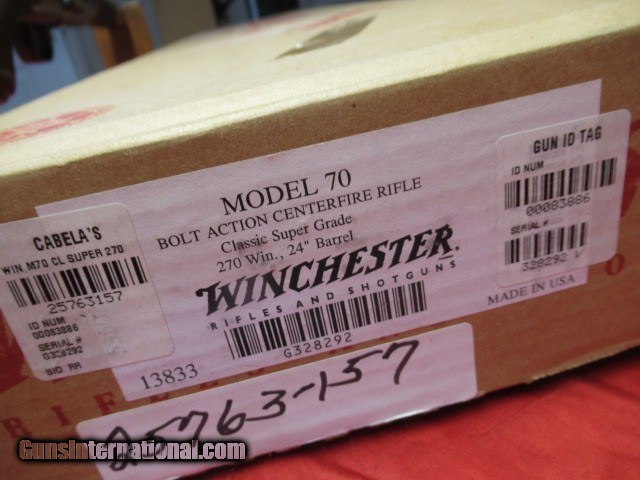 MODEL 70
BOLT ACTION CENTERFIRE RIFLE
Classic Super Grade
270 Win., 24" Barrel
WINCHESTER
RIFLES AND SHOTGUNS
G328292
MADE IN USA
13833
CABELA'S
WIN M70 CL SUPER 270
25763157
ID NUM
00083886
SERIAL #
G328292
GUN ID TAG
ID NUM
00083886
SERIAL#
328292
25763-157
RIFLES
GunsInternational.com